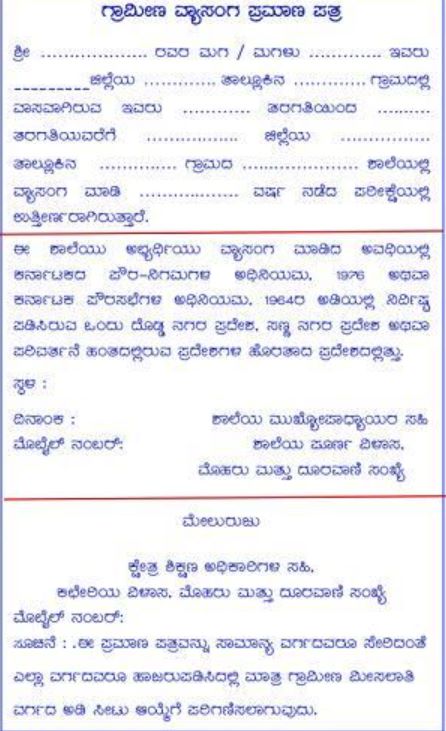 ಗ್ರಾಮೀಣ ವ್ಯಾಸಂಗ ಪ್ರಮಾಣ ಪತ್ರ
ಶ್ರೀ .................. ರವರ ಮಗ / ಮಗಳು ............. ಇವರು
_________ಜಿಲ್ಲೆಯ ............. ತಾಲ್ಲೂಕಿನ ............. ಗ್ರಾಮದಲ್ಲಿ
ವಾಸವಾಗಿರುವ ಇವರು ............ ತರಗತಿಯಿಂದ ..........
ತರಗತಿಯವರೆಗೆ ................ ಜಿಲ್ಲೆಯ ...............
ತಾಲ್ಲೂಕಿನ ............. ಗ್ರಾಮದ .................... ಶಾಲೆಯಲ್ಲಿ
ವ್ಯಾಸಂಗ ಮಾಡಿ ................. ವರ್ಷ ನಡೆದ ಪರೀಕ್ಷೆಯಲ್ಲಿ
ಉತ್ತೀರ್ಣರಾಗಿರುತ್ತಾರೆ.
ಈ ಶಾಲೆಯು ಅಭ್ಯರ್ಥಿಯು ವ್ಯಾಸಂಗ ಮಾಡಿದ ಅವಧಿಯಲ್ಲಿ
ಕರ್ನಾಟಕದ ಪೌರ-ನಿಗಮಗಳ ಅಧಿನಿಯಮ, 1976 ಅಥವಾ
ಕರ್ನಾಟಕ ಪೌರಸಭೆಗಳ ಅಧಿನಿಯಮ, 1964ರ ಅಡಿಯಲ್ಲಿ ನಿರ್ದಿಷ್ಟ
ಪಡಿಸಿರುವ ಒಂದು ದೊಡ್ಡ ನಗರ ಪ್ರದೇಶ, ಸಣ್ಣ ನಗರ ಪ್ರದೇಶ ಅಥವಾ
ಪರಿವರ್ತನೆ ಹಂತದಲ್ಲಿರುವ ಪ್ರದೇಶಗಳ ಹೊರತಾದ ಪ್ರದೇಶದಲ್ಲಿತ್ತು.
ಸ್ಥಳ :
ದಿನಾಂಕ : ಶಾಲೆಯ ಮುಖ್ಯೋಪಾಧ್ಯಾಯರ ಸಹಿ
ಮೊಬೈಲ್ ನಂಬರ್: ಶಾಲೆಯ ಪೂರ್ಣ ವಿಳಾಸ,
ಮೊಹರು ಮತ್ತು ದೂರವಾಣಿ ಸಂಖ್ಯೆ
ಮೇಲುರುಜು
ಕ್ಷೇತ್ರ ಶಿಕ್ಷಣ ಅಧಿಕಾರಿಗಳ ಸಹಿ,
ಕಛೇರಿಯ ವಿಳಾಸ, ಮೊಹರು ಮತ್ತು ದೂರವಾಣಿ ಸಂಖ್ಯೆ
ಮೊಬೈಲ್ ನಂಬರ್:
ಸೂಚನೆ : .ಈ ಪ್ರಮಾಣ ಪತ್ರವನ್ನು ಸಾಮಾನ್ಯ ವರ್ಗದವರೂ ಸೇರಿದಂತೆ
ಎಲ್ಲಾ ವರ್ಗದವರೂ ಹಾಜರುಪಡಿಸಿದಲ್ಲಿ ಮಾತ್ರ ಗ್ರಾಮೀಣ ಮೀಸಲಾತಿ
ವರ್ಗದ ಅಡಿ ಸೀಟು ಆಯ್ಕೆಗೆ ಪರಿಗಣಿಸಲಾಗುವುದು.